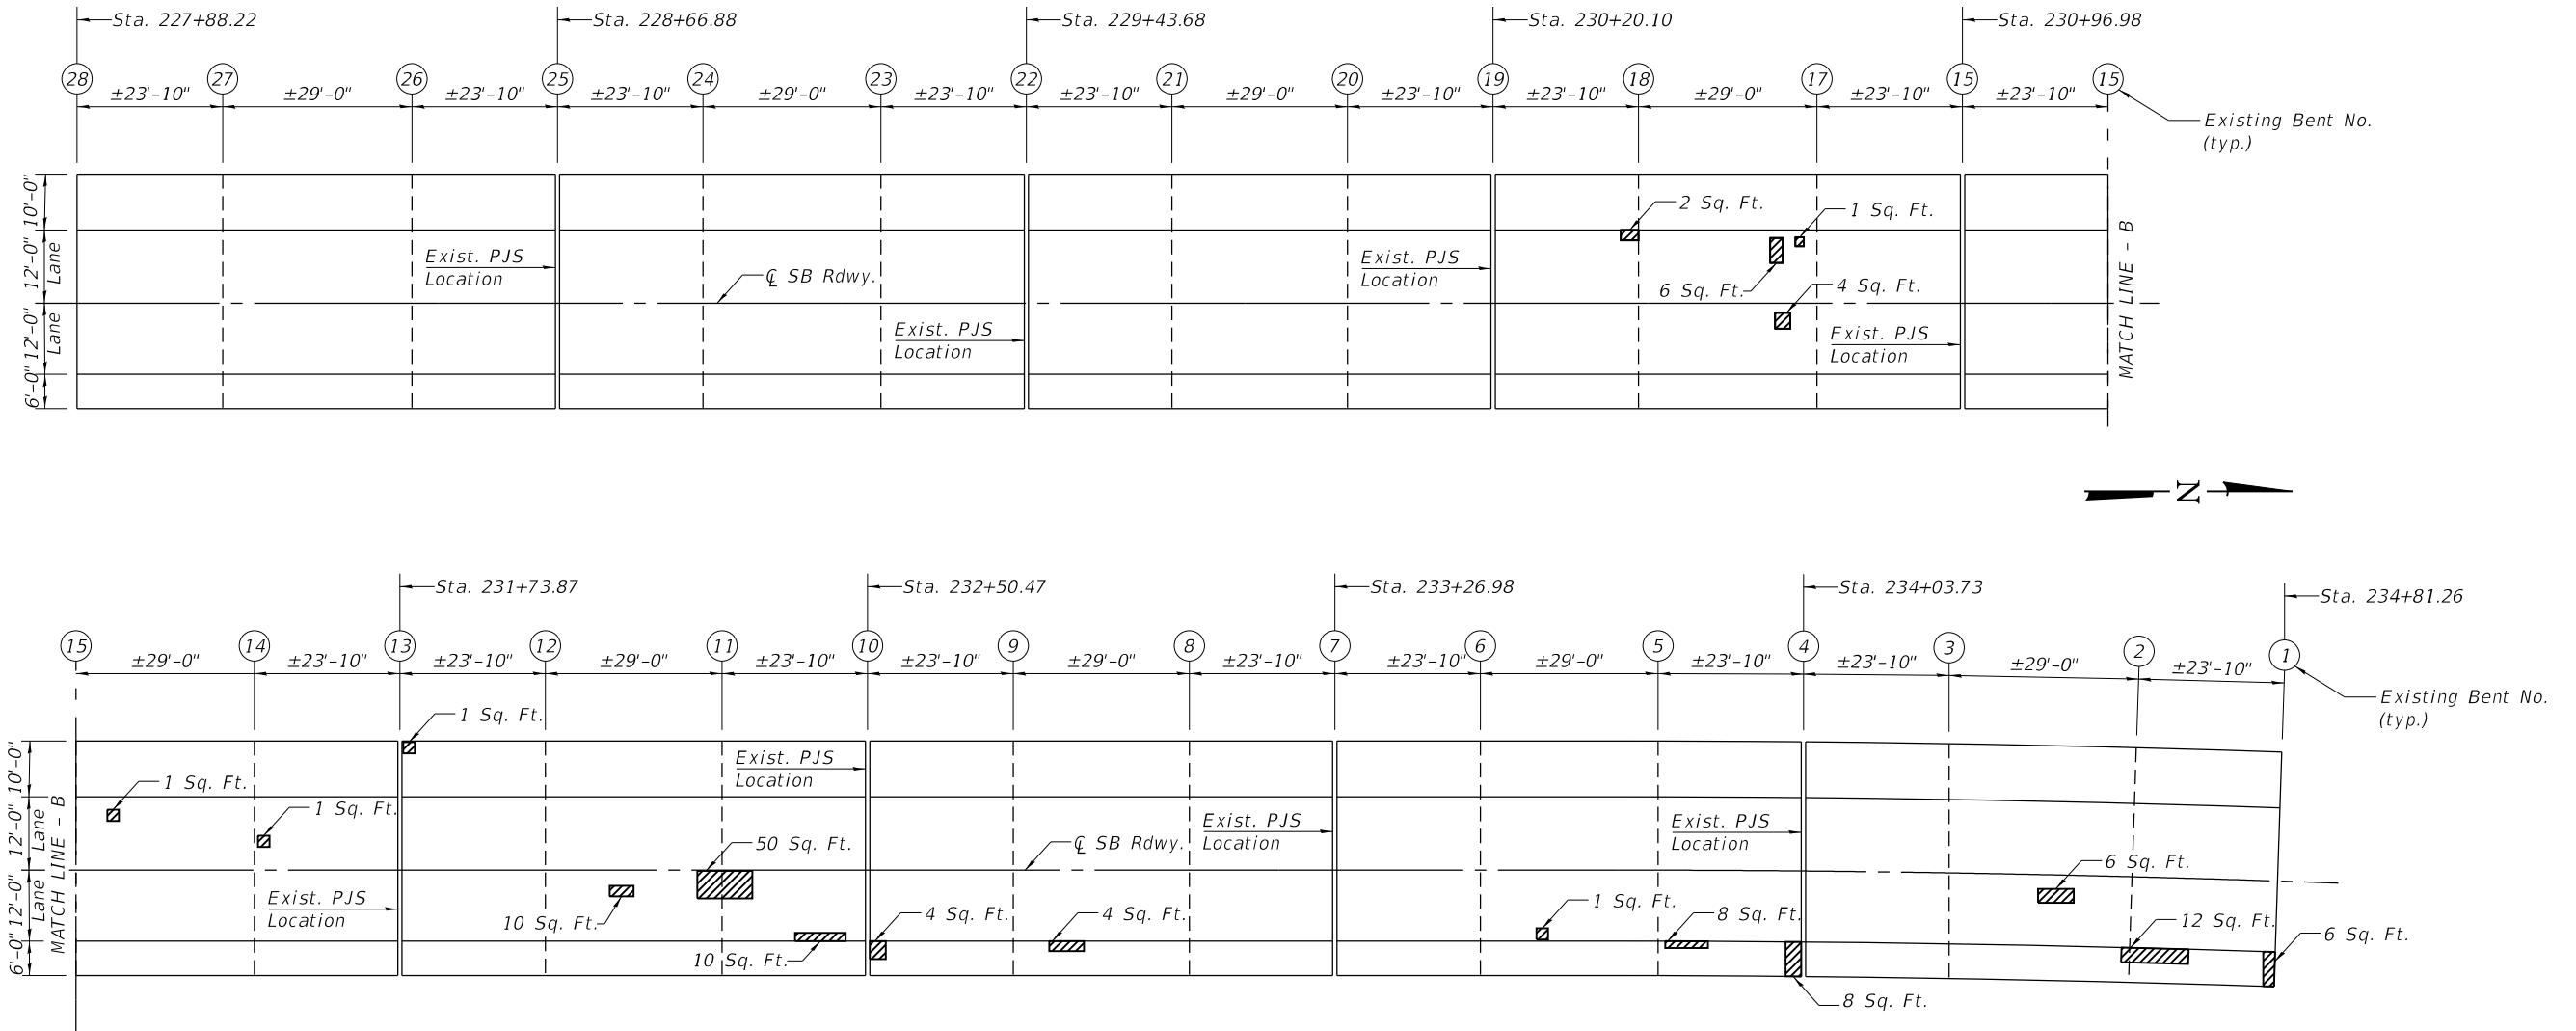 Sta. 227+88.22
Sta. 228+66.88
Sta. 229+43.68
Sta. 230+20.10
Sta. 230+96.98
28
27
26
25
24
23
22
21
20
19
18
17
15
15
±23'-10"
±29'-0"
±23'-10"
±23'-10"
±29'-0"
±23'-10"
±23'-10"
±29'-0"
±23'-10"
±23'-10"
±29'-0"
±23'-10"
±23'-10"
Existing Bent No.
(typ.)
10'-0"
12'-0"
Lane
12'-0"
Lane
6'-0"
Exist. PJS
Location
℄ SB Rdwy.
Exist. PJS
Location
Exist. PJS
Location
2 Sq. Ft.
1 Sq. Ft.
6 Sq. Ft.
4 Sq. Ft.
Exist. PJS
Location
MATCH LINE - B
N
Sta. 231+73.87
Sta. 232+50.47
Sta. 233+26.98
Sta. 234+03.73
Sta. 234+81.26
15
14
13
12
11
10
9
8
7
6
5
4
3
2
1
±29'-0"
±23'-10"
±23'-10"
±29'-0"
±23'-10"
±23'-10"
±29'-0"
±23'-10"
±23'-10"
±29'-0"
±23'-10"
±23'-10"
±29'-0"
±23'-10"
Existing Bent No.
(typ.)
10'-0"
12'-0"
Lane
12'-0"
Lane
6'-0"
MATCH LINE - B
1 Sq. Ft.
1 Sq. Ft.
1 Sq. Ft.
Exist. PJS
Location
Exist. PJS
Location
50 Sq. Ft.
10 Sq. Ft.
10 Sq. Ft.
℄ SB Rdwy.
4 Sq. Ft.
4 Sq. Ft.
Exist. PJS
Location
1 Sq. Ft.
8 Sq. Ft.
Exist. PJS
Location
8 Sq. Ft.
6 Sq. Ft.
12 Sq. Ft.
6 Sq. Ft.